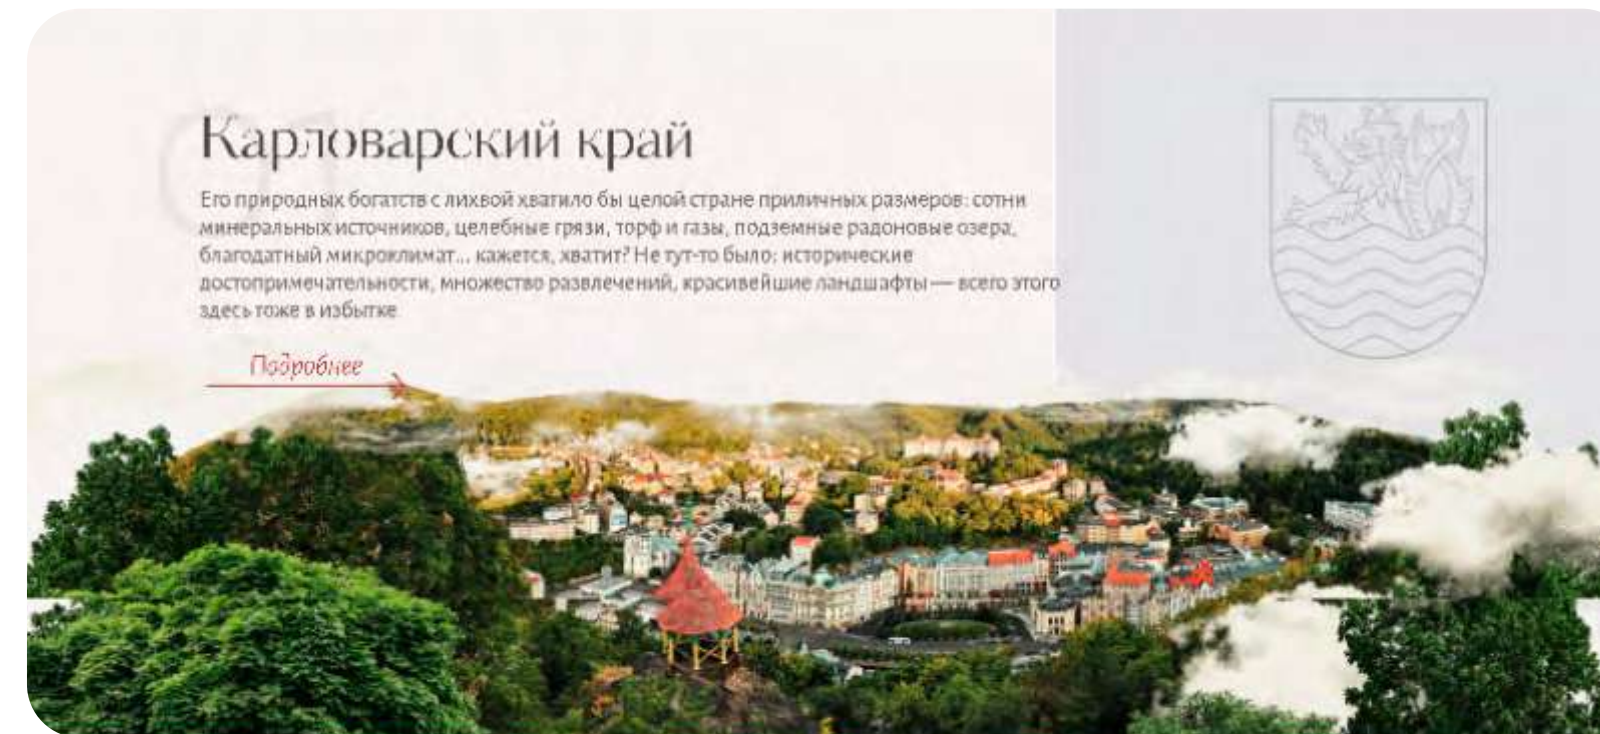 Карловарский край
Его природных богатств с лихвой хватило бы целой стране приличных размеров: сотни
минеральных источников, целебные грязи, торф и газы, подземные радоновые озера,
благодатный микроклимат... кажется, хватит? Не тут-то было: исторические
достопримечательности, множество развлечений, красивейшие ландшафты — всего этого
здесь тоже в избытке
Подробнее